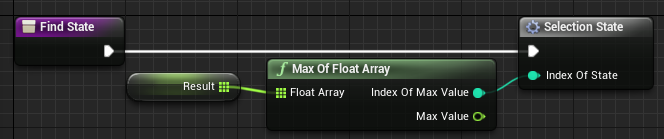 Find State
Selection State
Max Of Float Array
Index Of State
Result
Float Array
Index Of Max Value
Max Value